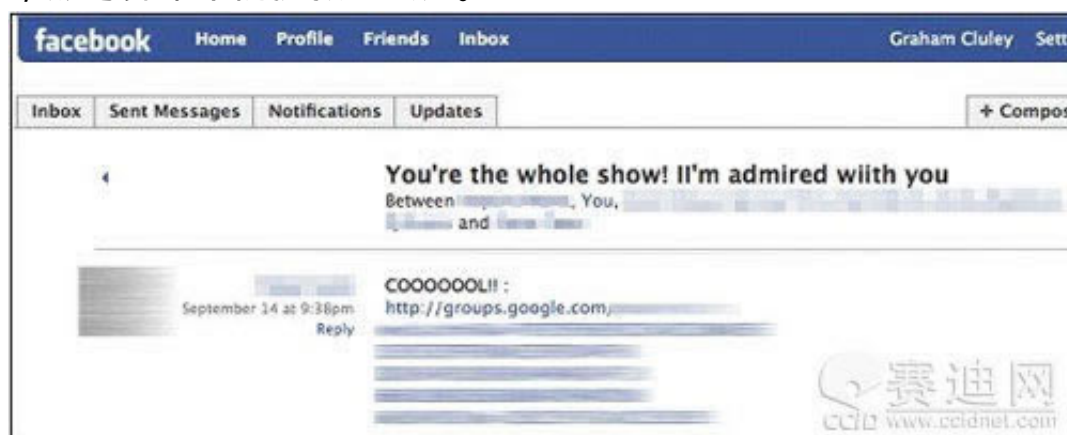 facebook Home Profile Friends Inbox Graham Cluley Sett
Inbox Sent Messages Notifications Updates + Compos
You're the whole show! II'm admired wiith you
Between , You,
and
COOOOOOL!! :
September 14 at 9:38pm http://groups.google.com,
Reply
赛迪网
CCID www.ccidnet.com